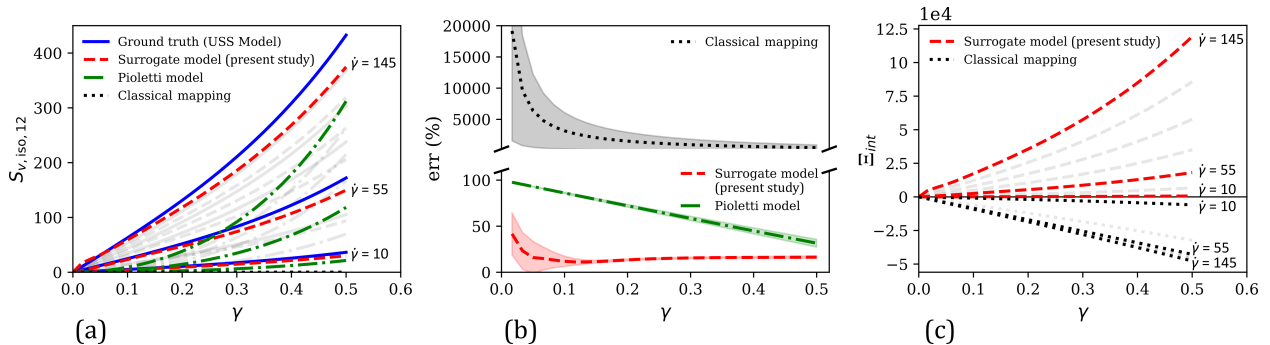 Ground truth (USS Model)
Surrogate model (present study)
Pioletti model
Classical mapping
γ̇ = 145
γ̇ = 55
γ̇ = 10
400
300
200
100
0
S_{v, iso, 12}
0.0 0.1 0.2 0.3 0.4 0.5 0.6
γ
(a)
Classical mapping
20000
15000
10000
5000
err (%)
Surrogate model
(present study)
Pioletti model
100
50
0
0.0 0.1 0.2 0.3 0.4 0.5
γ
(b)
1e4
Surrogate model (present study)
Classical mapping
γ̇ = 145
γ̇ = 55
γ̇ = 10
γ̇ = 10
γ̇ = 55
γ̇ = 145
12.5
10.0
7.5
5.0
2.5
0.0
−2.5
−5.0
Ξ_{int}
0.0 0.1 0.2 0.3 0.4 0.5 0.6
γ
(c)